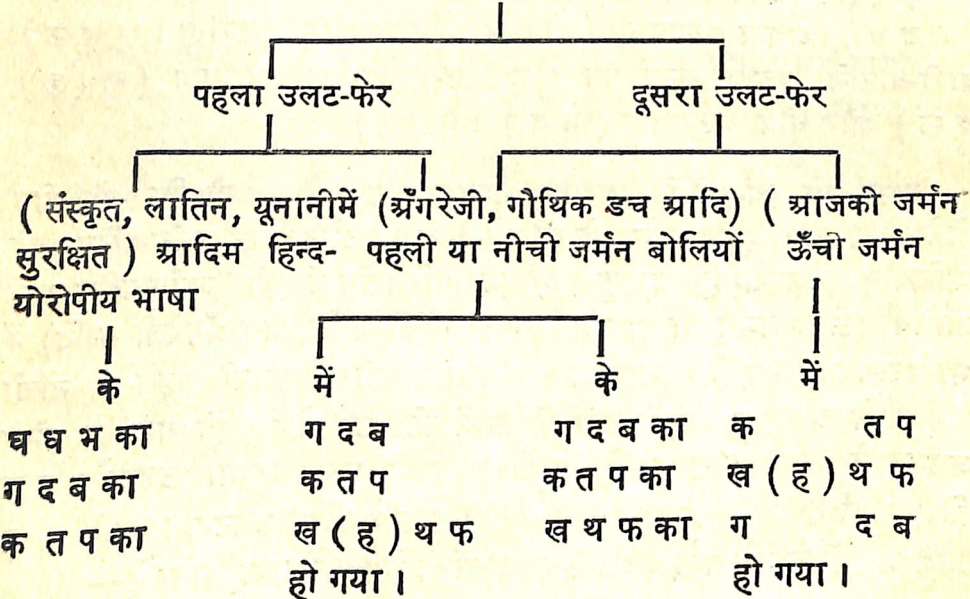 पहला उलट-फेर दूसरा उलट-फेर
( संस्कृत, लातिन, यूनानीमें (अँगरेजी, गौथिक डच आदि) ( आजकी जर्मन
सुरक्षित ) आदिम हिन्द- पहली या नीची जर्मन बोलियों ऊँची जर्मन
योरोपीय भाषा
के में के में
घ ध भ का ग द ब ग द ब का क त प
ग द ब का क त प क त प का ख ( ह ) थ फ
क त प का ख ( ह ) थ फ ख थ फ का ग द ब
हो गया। हो गया।